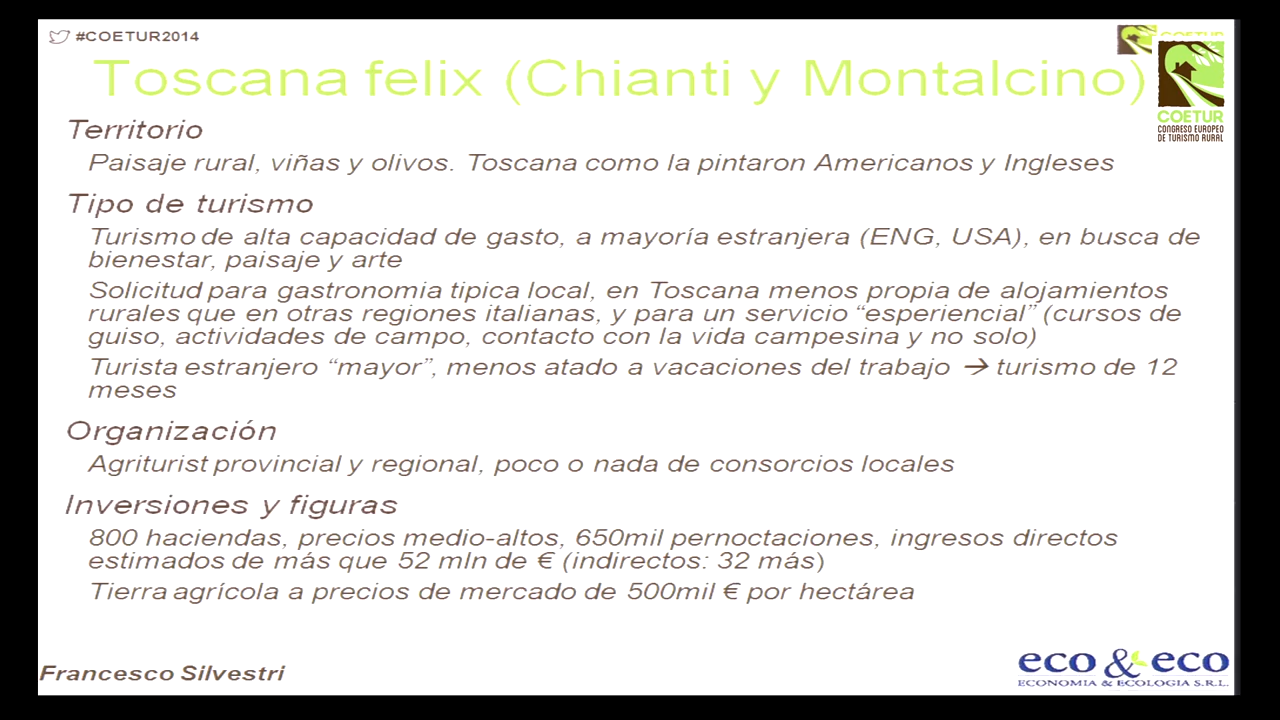 #COETUR2014
Toscana felix (Chianti y Montalcino)
COETUR
CONGRESO EUROPEO
DE TURISMO RURAL
Territorio
Paisaje rural, viñas y olivos. Toscana como la pintaron Americanos y Ingleses
Tipo de turismo
Turismo de alta capacidad de gasto, a mayoría estranjera (ENG, USA), en busca de
bienestar, paisaje y arte
Solicitud para gastronomia tipica local, en Toscana menos propia de alojamientos
rurales que en otras regiones italianas, y para un servicio “esperiencial” (cursos de
guiso, actividades de campo, contacto con la vida campesina y no solo)
Turista estranjero “mayor”, menos atado a vacaciones del trabajo → turismo de 12
meses
Organización
Agriturist provincial y regional, poco o nada de consorcios locales
Inversiones y figuras
800 haciendas, precios medio-altos, 650mil pernoctaciones, ingresos directos
estimados de más que 52 mln de € (indirectos: 32 más)
Tierra agrícola a precios de mercado de 500mil € por hectárea
Francesco Silvestri
eco & eco
ECONOMIA & ECOLOGIA S.R.L.